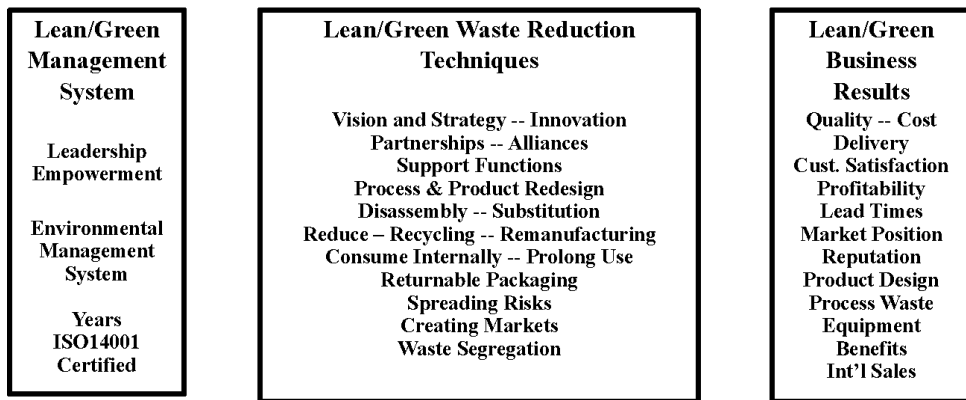 Lean/Green
Management
System
Leadership
Empowerment
Environmental
Management
System
Years
ISO14001
Certified
Lean/Green Waste Reduction
Techniques
Vision and Strategy -- Innovation
Partnerships -- Alliances
Support Functions
Process & Product Redesign
Disassembly -- Substitution
Reduce – Recycling -- Remanufacturing
Consume Internally -- Prolong Use
Returnable Packaging
Spreading Risks
Creating Markets
Waste Segregation
Lean/Green
Business
Results
Quality -- Cost
Delivery
Cust. Satisfaction
Profitability
Lead Times
Market Position
Reputation
Product Design
Process Waste
Equipment
Benefits
Int'l Sales